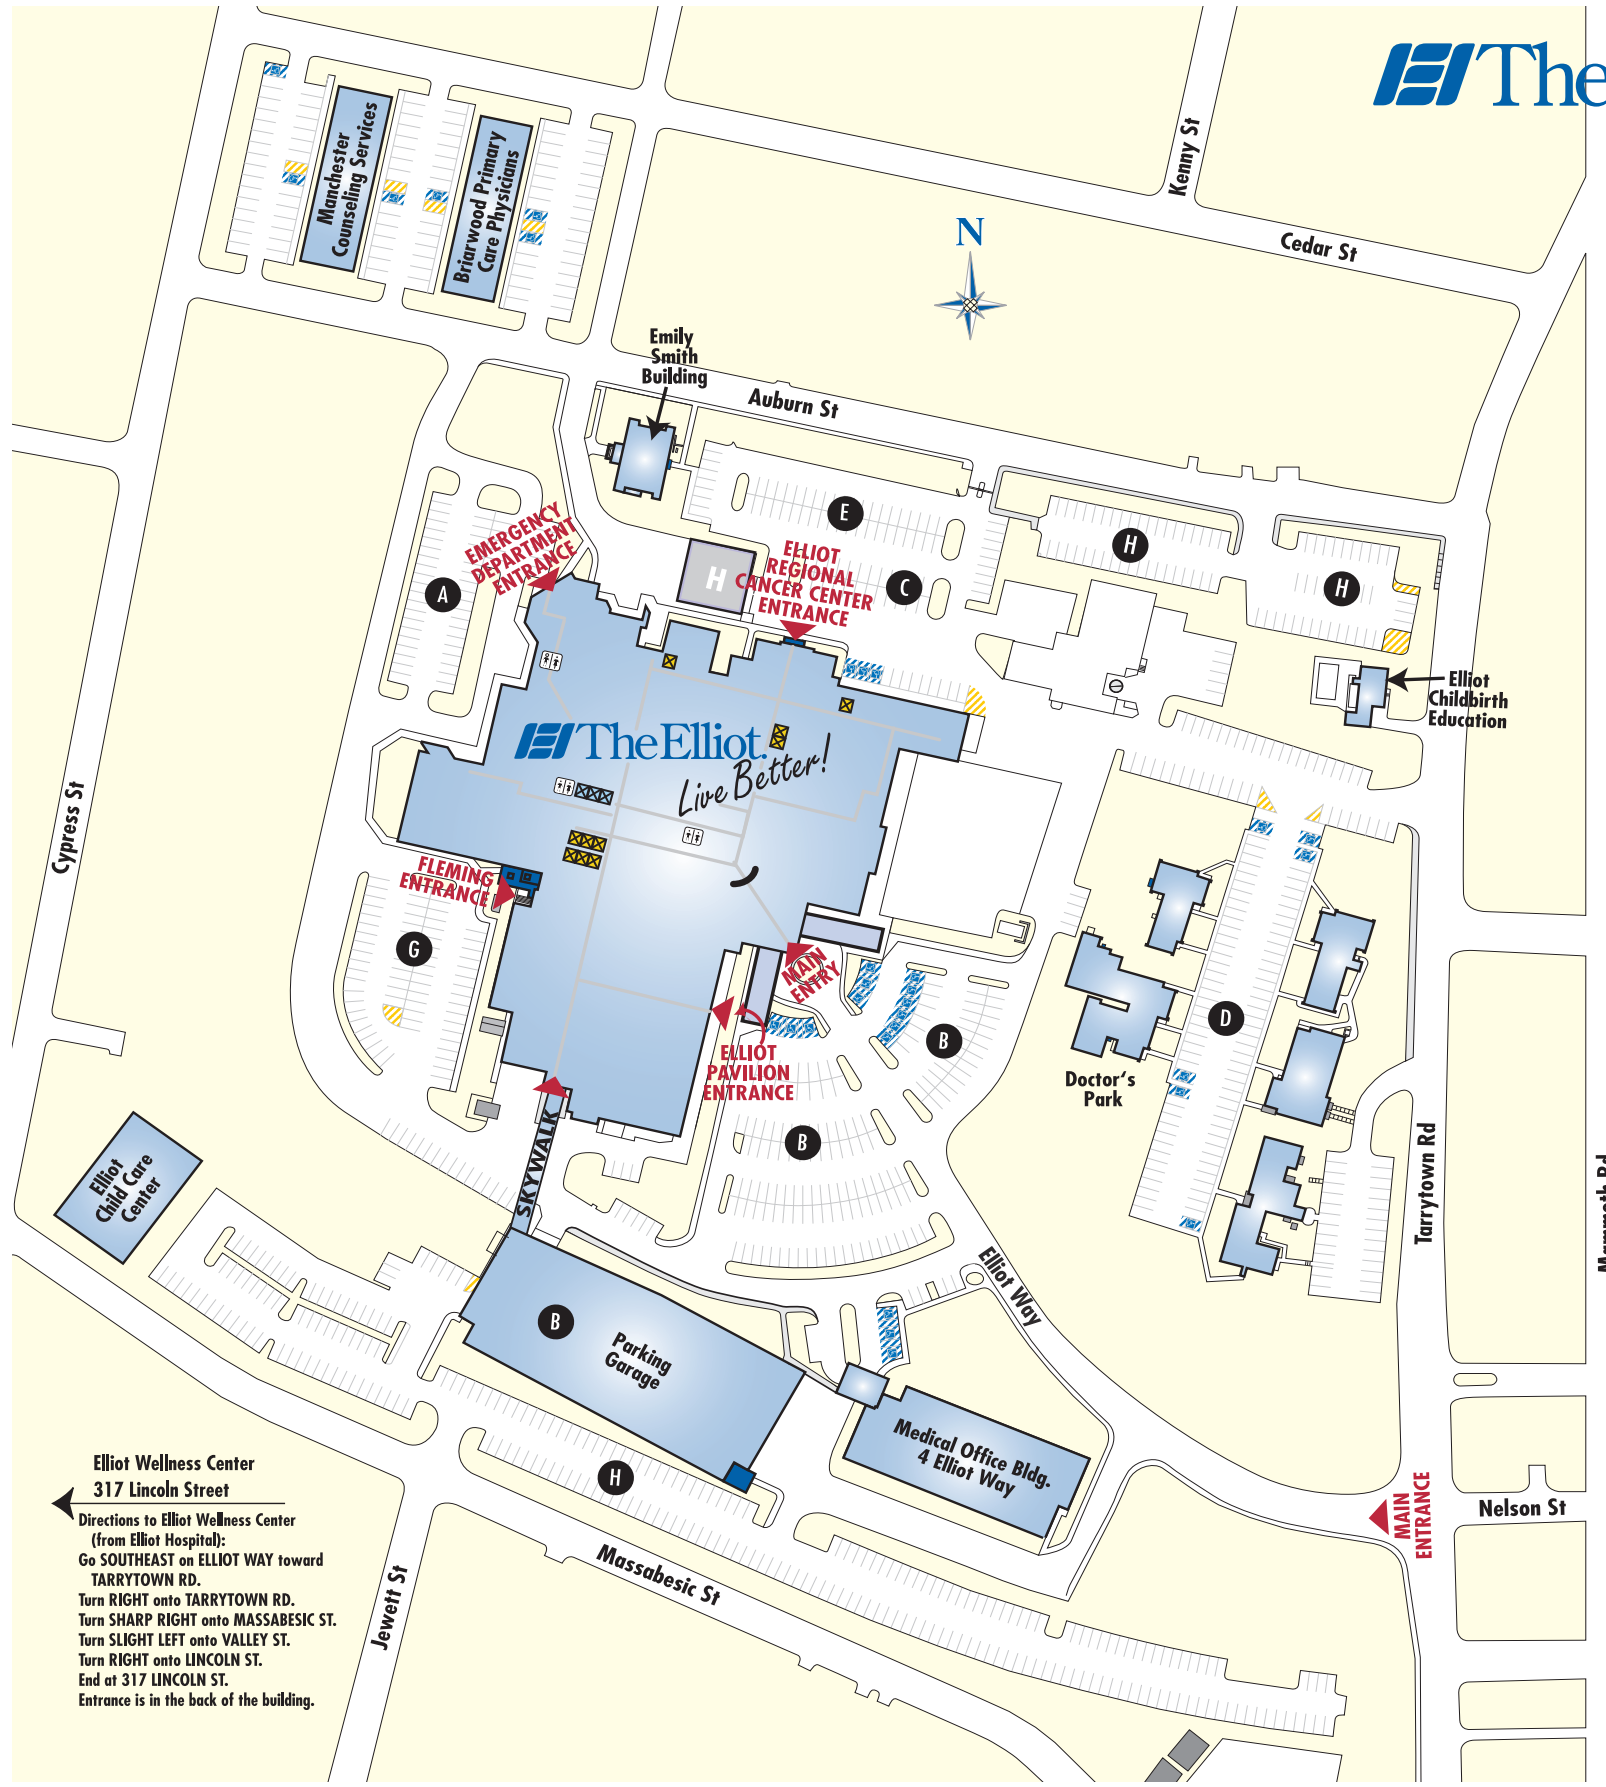 The
Manchester
Counseling Services
Briarwood Primary
Care Physicians
Kenny St
N
Cedar St
Emily
Smith
Building
Auburn St
E
H
EMERGENCY
DEPARTMENT
ENTRANCE
ELLIOT
REGIONAL
CANCER CENTER
ENTRANCE
H
C
H
A
Elliot
Childbirth
Education
The Elliot.
Live Better!
Cypress St
FLEMING
ENTRANCE
G
MAIN
ENTRY
D
B
ELLIOT
PAVILION
ENTRANCE
Doctor's
Park
B
SKYWALK
Elliot
Child Care
Center
Tarrytown Rd
Elliot Way
B
Parking
Garage
Medical Office Bldg.
4 Elliot Way
H
MAIN
ENTRANCE
Nelson St
Massabesic St
Jewett St
Elliot Wellness Center
317 Lincoln Street
Directions to Elliot Wellness Center
(from Elliot Hospital):
Go SOUTHEAST on ELLIOT WAY toward
TARRYTOWN RD.
Turn RIGHT onto TARRYTOWN RD.
Turn SHARP RIGHT onto MASSABESIC ST.
Turn SLIGHT LEFT onto VALLEY ST.
Turn RIGHT onto LINCOLN ST.
End at 317 LINCOLN ST.
Entrance is in the back of the building.